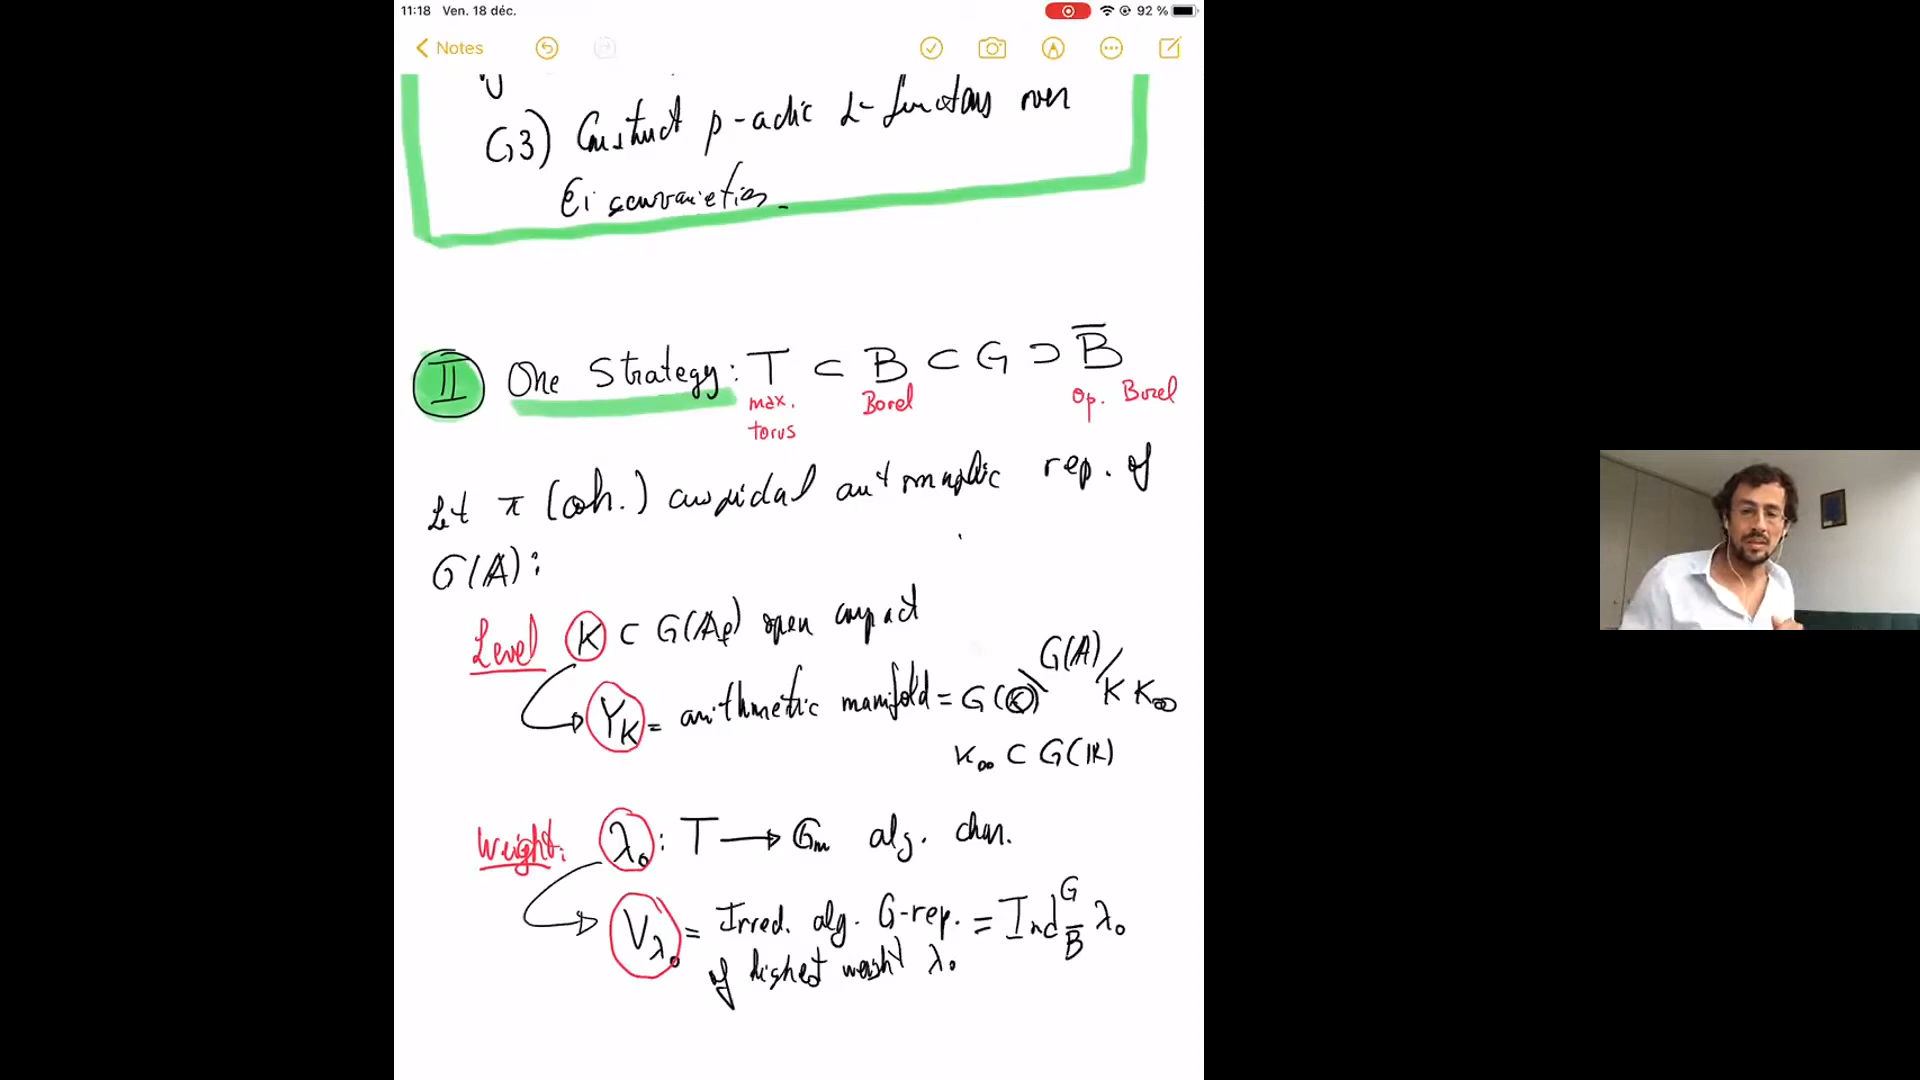 11:18 Ven. 18 déc. 92 %
Notes
G3) Construct p-adic L-functions over
Eigenvarieties.
II One Strategy: T ⊂ B ⊂ G ⊃ B̅
max. torus Borel op. Borel
Let π (coh.) cuspidal automorphic rep. of
G(A):
Level K ⊂ G(A_f) open compact
Y_K = arithmetic manifold = G(Q)\G(A)/K K_∞
K_∞ ⊂ G(R)
Weight: λ_0 : T → G_m alg. char.
V_λ_0 = Irred. alg. G-rep. = Ind_B̅^G λ_0
of highest weight λ_0